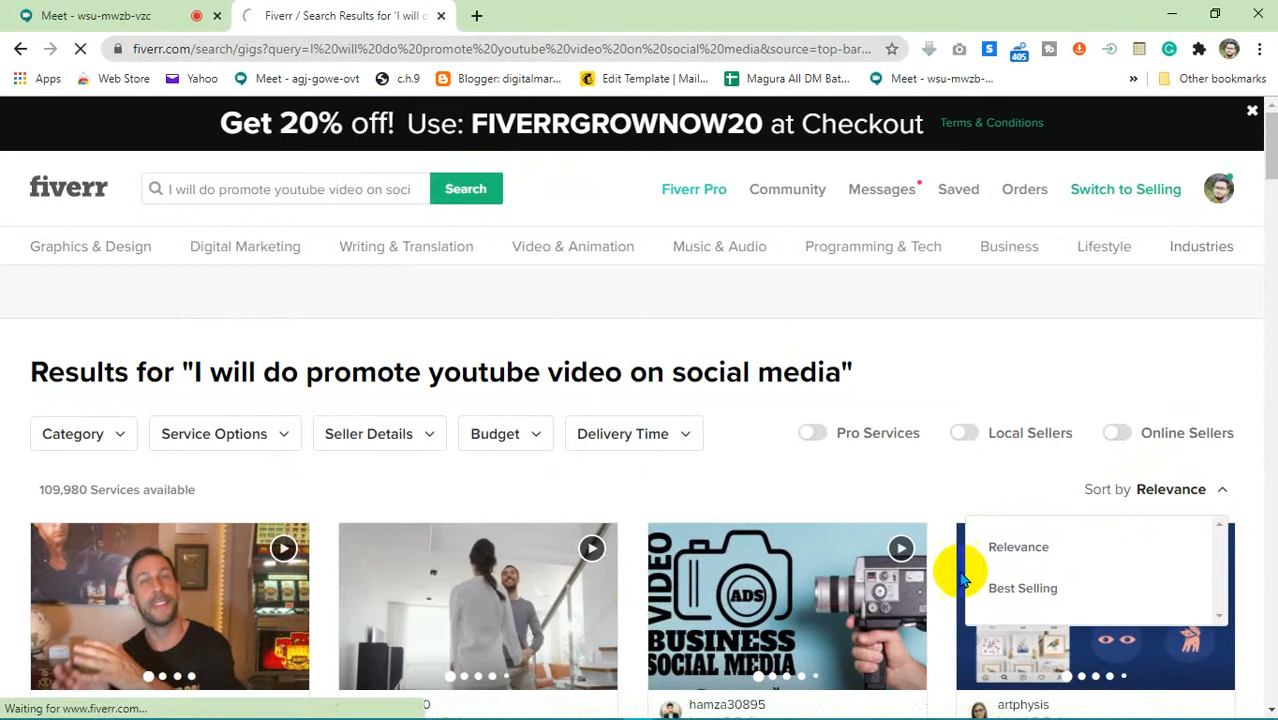 Meet - wsu-mwzb-vzc
Fiverr / Search Results for 'I will d
fiverr.com/search/gigs?query=I%20will%20do%20promote%20youtube%20video%20on%20social%20media&source=top-bar...
405
Apps
Web Store
Yahoo
Meet - agj-gowe-ovt
c.h.9
Blogger: digitalmar...
Edit Template | Mail...
Magura All DM Bat...
Meet - wsu-mwzb-...
»
Other bookmarks
Get 20% off! Use: FIVERRGROWNOW20 at Checkout
Terms & Conditions
fiverr
I will do promote youtube video on soci
Search
Fiverr Pro
Community
Messages
Saved
Orders
Switch to Selling
Graphics & Design
Digital Marketing
Writing & Translation
Video & Animation
Music & Audio
Programming & Tech
Business
Lifestyle
Industries
Results for "I will do promote youtube video on social media"
Category
Service Options
Seller Details
Budget
Delivery Time
Pro Services
Local Sellers
Online Sellers
109,980 Services available
Sort by Relevance
Relevance
Best Selling
VIDEO
ADS
BUSINESS
SOCIAL MEDIA
hamza30895
artphysis
Waiting for www.fiverr.com...